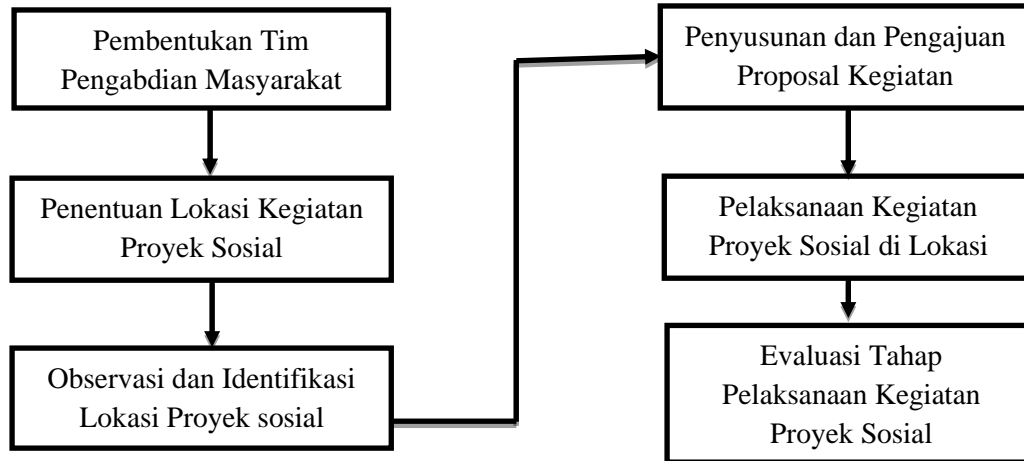 Pembentukan Tim
Pengabdian Masyarakat
Penentuan Lokasi Kegiatan
Proyek Sosial
Observasi dan Identifikasi
Lokasi Proyek sosial
Penyusunan dan Pengajuan
Proposal Kegiatan
Pelaksanaan Kegiatan
Proyek Sosial di Lokasi
Evaluasi Tahap
Pelaksanaan Kegiatan
Proyek Sosial